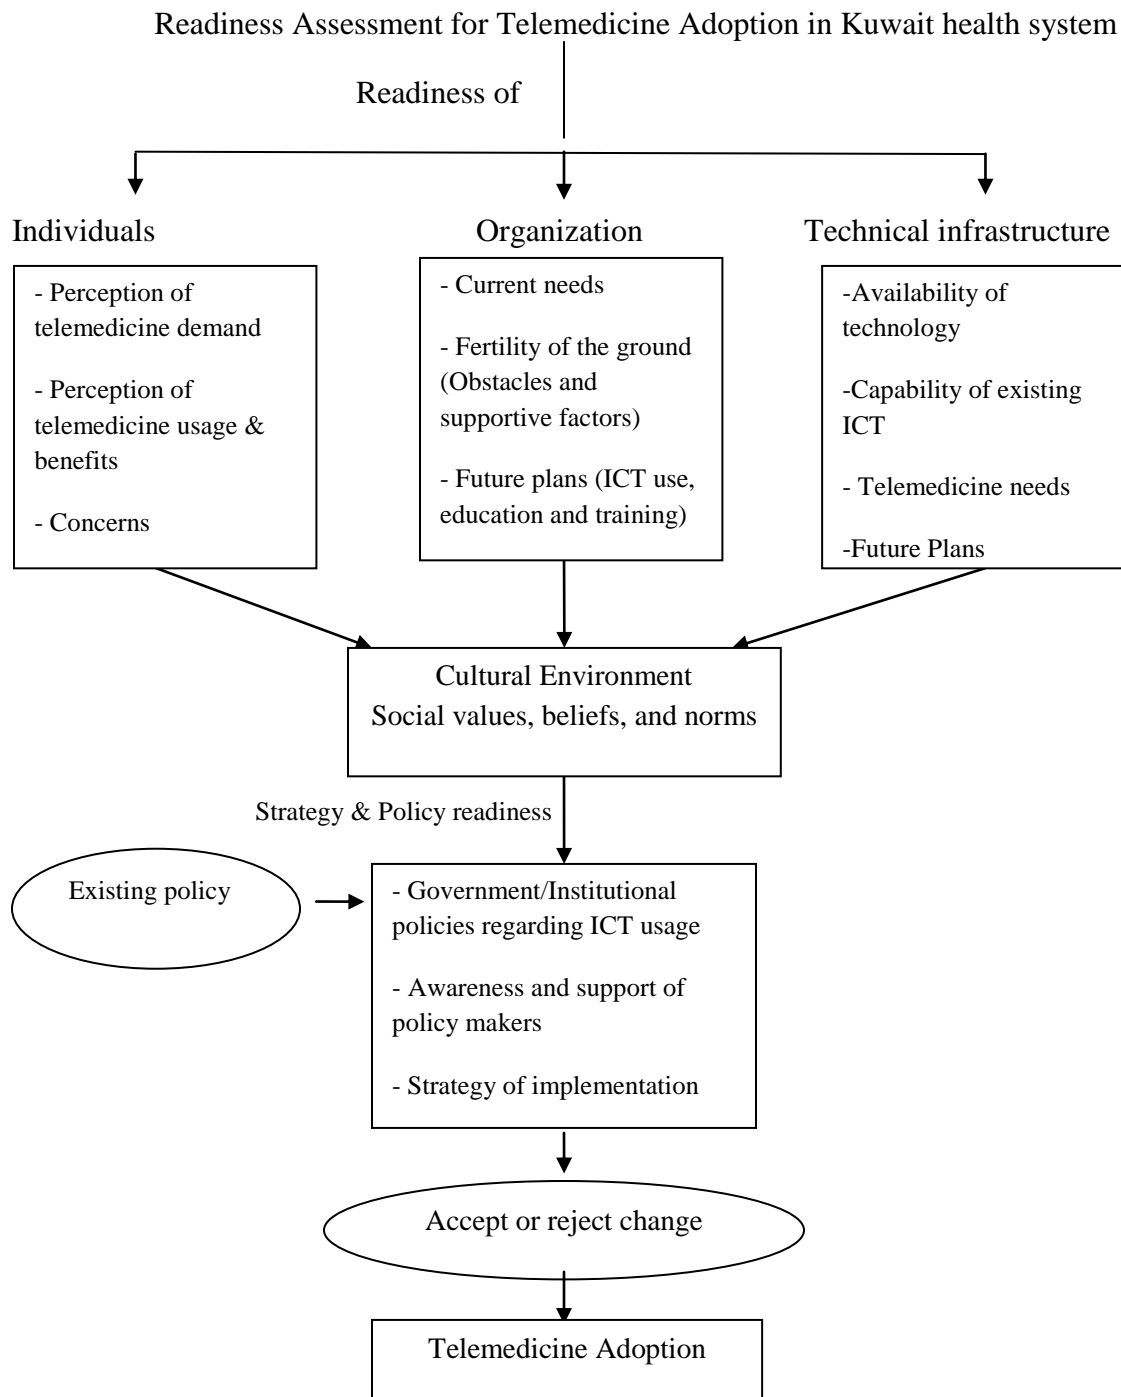 Readiness Assessment for Telemedicine Adoption in Kuwait health system
Readiness of
Individuals
- Perception of
telemedicine demand
- Perception of
telemedicine usage &
benefits
- Concerns
Organization
- Current needs
- Fertility of the ground
(Obstacles and
supportive factors)
- Future plans (ICT use,
education and training)
Technical infrastructure
-Availability of
technology
-Capability of existing
ICT
- Telemedicine needs
-Future Plans
Cultural Environment
Social values, beliefs, and norms
Strategy & Policy readiness
Existing policy
- Government/Institutional
policies regarding ICT usage
- Awareness and support of
policy makers
- Strategy of implementation
Accept or reject change
Telemedicine Adoption